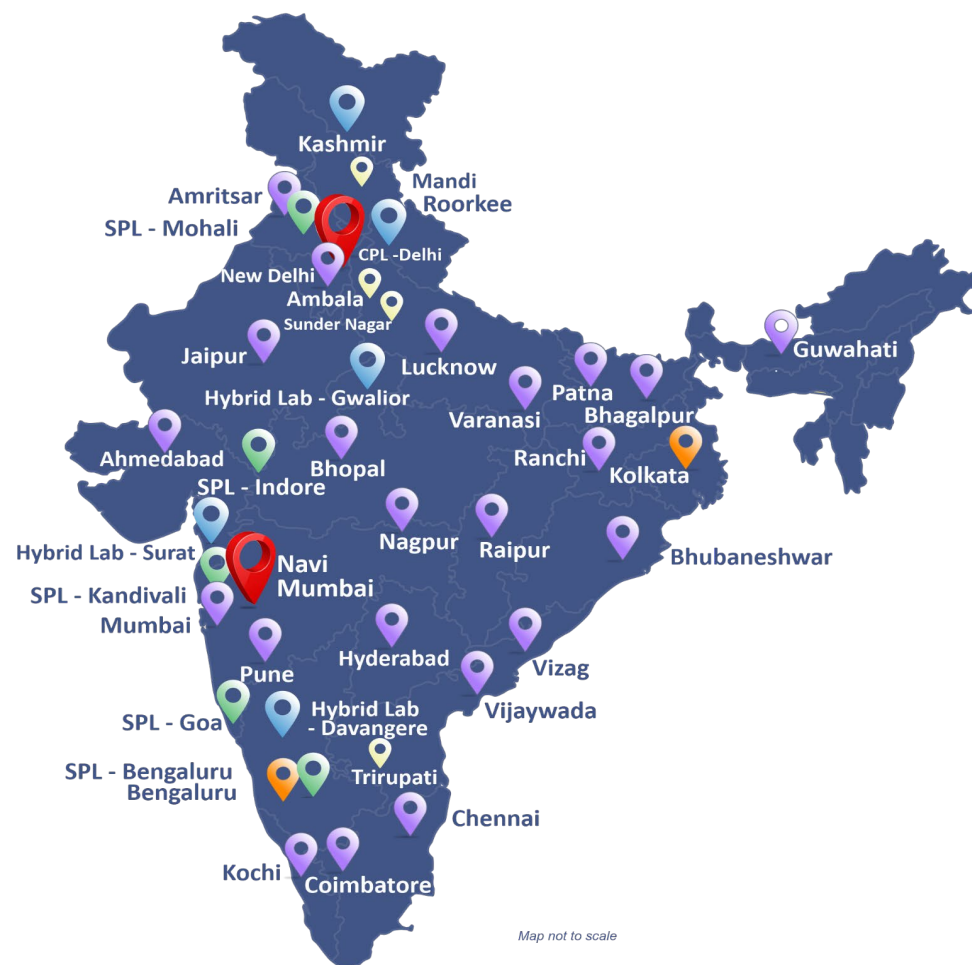 Kashmir
Mandi
Amritsar
Roorkee
SPL - Mohali
CPL -Delhi
New Delhi
Ambala
Sunder Nagar
Jaipur
Lucknow
Guwahati
Hybrid Lab - Gwalior
Patna
Varanasi
Bhagalpur
Ahmedabad
Bhopal
Ranchi
Kolkata
SPL - Indore
Nagpur
Raipur
Hybrid Lab - Surat
Bhubaneshwar
Navi
Mumbai
SPL - Kandivali
Mumbai
Hyderabad
Vizag
Pune
SPL - Goa
Hybrid Lab
- Davangere
Vijaywada
SPL - Bengaluru
Bengaluru
Trirupati
Chennai
Kochi
Coimbatore
Map not to scale